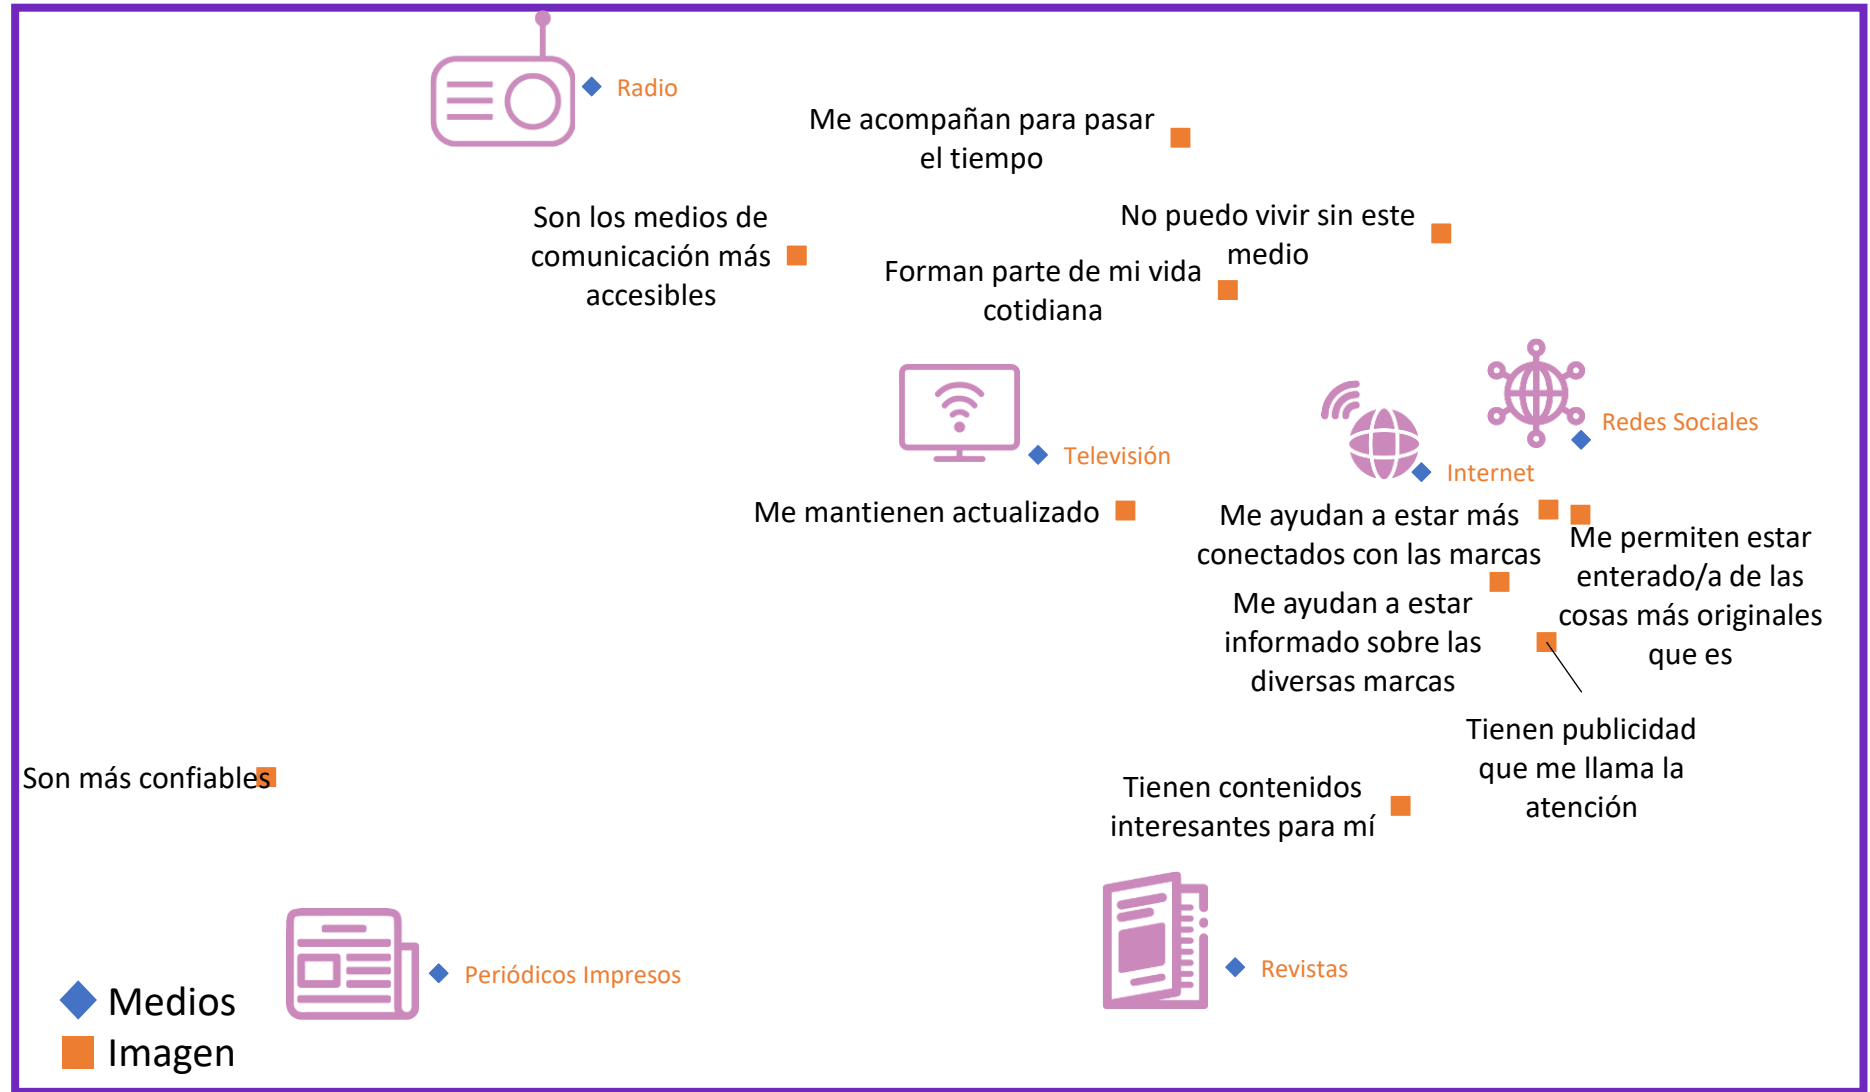 Radio
Me acompañan para pasar
el tiempo
Son los medios de
comunicación más
accesibles
No puedo vivir sin este
medio
Forman parte de mi vida
cotidiana
Redes Sociales
Televisión
Internet
Me mantienen actualizado
Me ayudan a estar más
conectados con las marcas
Me permiten estar
enterado/a de las
cosas más originales
que es
Me ayudan a estar
informado sobre las
diversas marcas
Tienen publicidad
que me llama la
atención
Son más confiables
Tienen contenidos
interesantes para mí
Periódicos Impresos
Revistas
Medios
Imagen